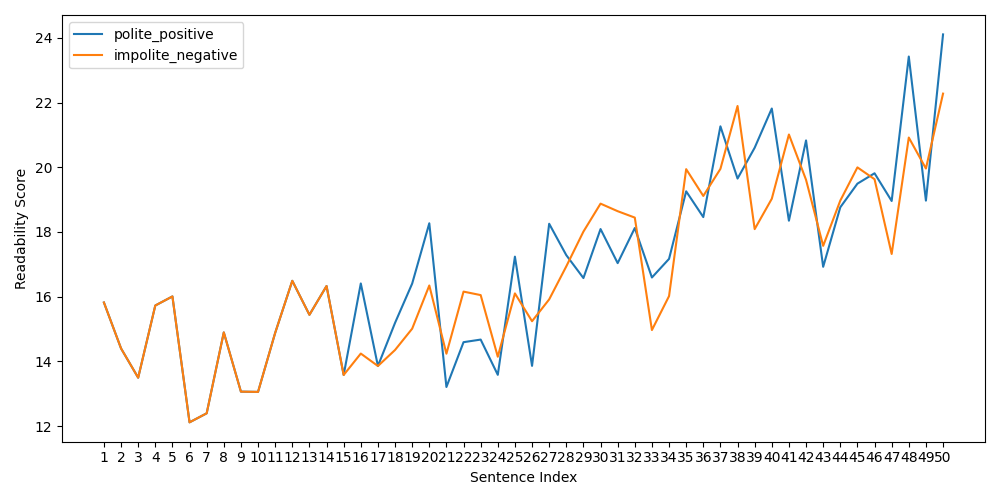 polite_positive
impolite_negative
24
22
20
18
16
14
12
Readability Score
1 2 3 4 5 6 7 8 9 10 11 12 13 14 15 16 17 18 19 20 21 22 23 24 25 26 27 28 29 30 31 32 33 34 35 36 37 38 39 40 41 42 43 44 45 46 47 48 49 50
Sentence Index